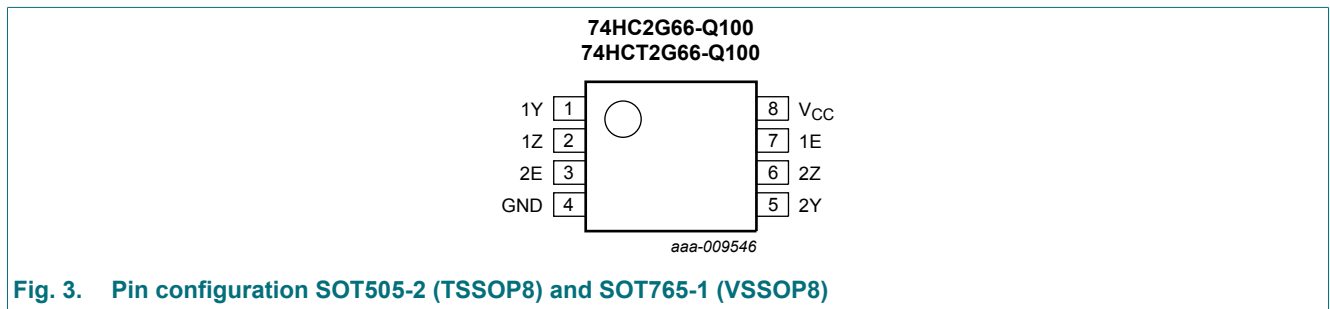 74HC2G66-Q100
74HCT2G66-Q100
1Y 1 8 VCC
1Z 2 7 1E
2E 3 6 2Z
GND 4 5 2Y
aaa-009546
Fig. 3. Pin configuration SOT505-2 (TSSOP8) and SOT765-1 (VSSOP8)